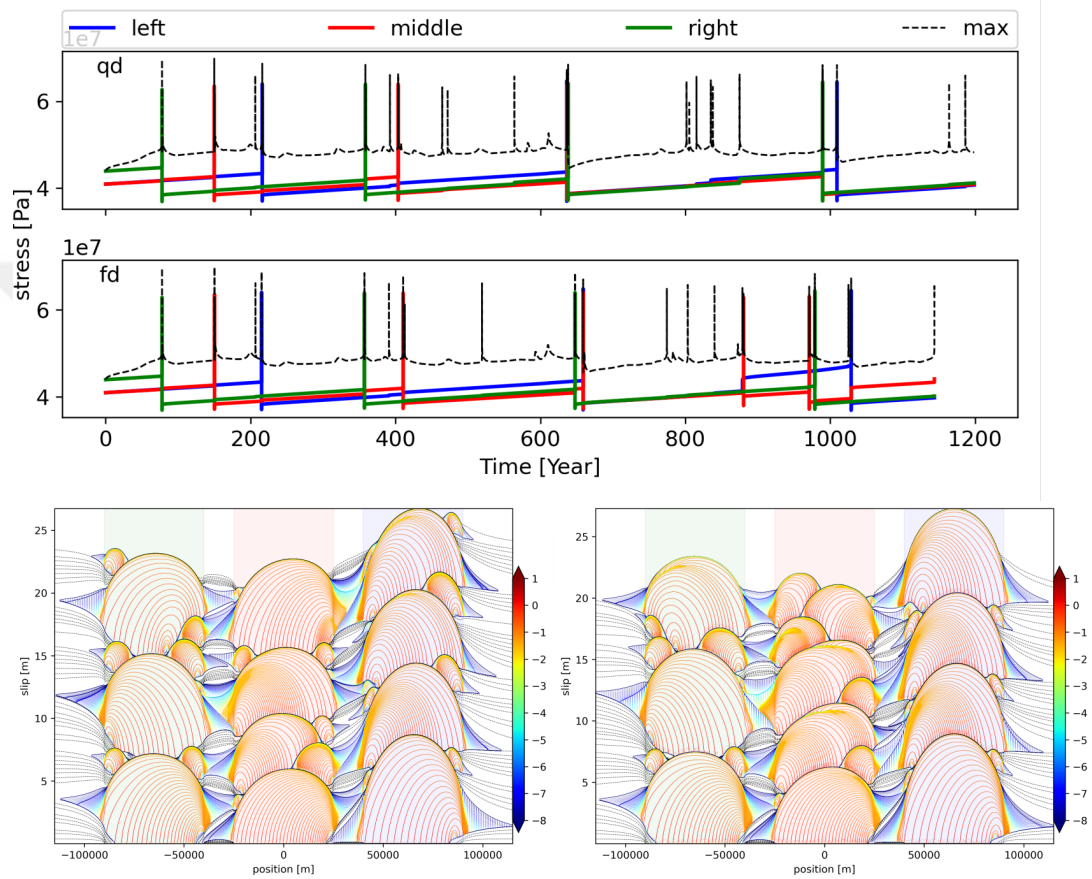 left middle right max
1e7
qd
6
4
stress [Pa]
1e7
fd
6
4
0 200 400 600 800 1000 1200
Time [Year]
25
20
15
10
5
slip [m]
1
0
−1
−2
−3
−4
−5
−6
−7
−8
−100000 −50000 0 50000 100000
position [m]
25
20
15
10
5
slip [m]
1
0
−1
−2
−3
−4
−5
−6
−7
−8
−100000 −50000 0 50000 100000
position [m]